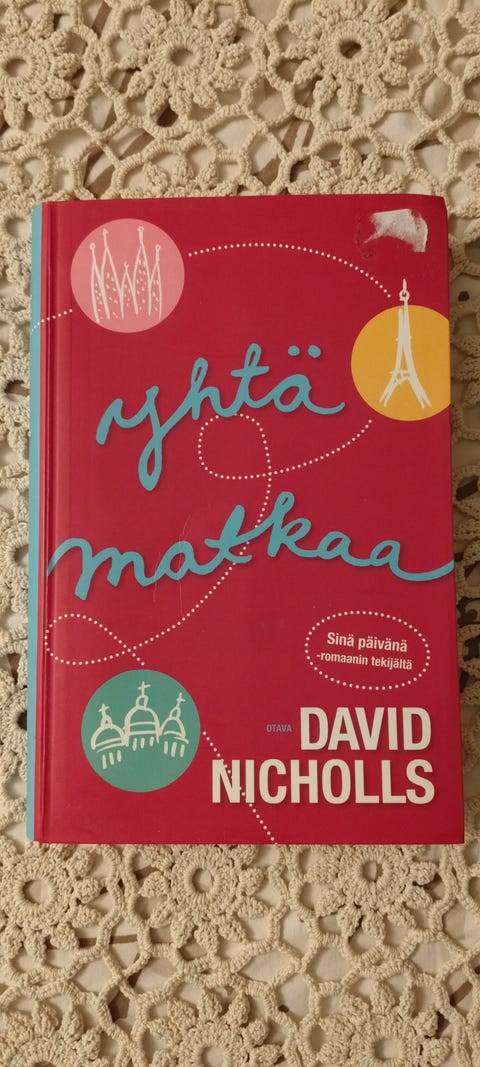 yhtä
matkaa
Sinä päivänä
-romaanin tekijältä
OTAVA
DAVID
NICHOLLS